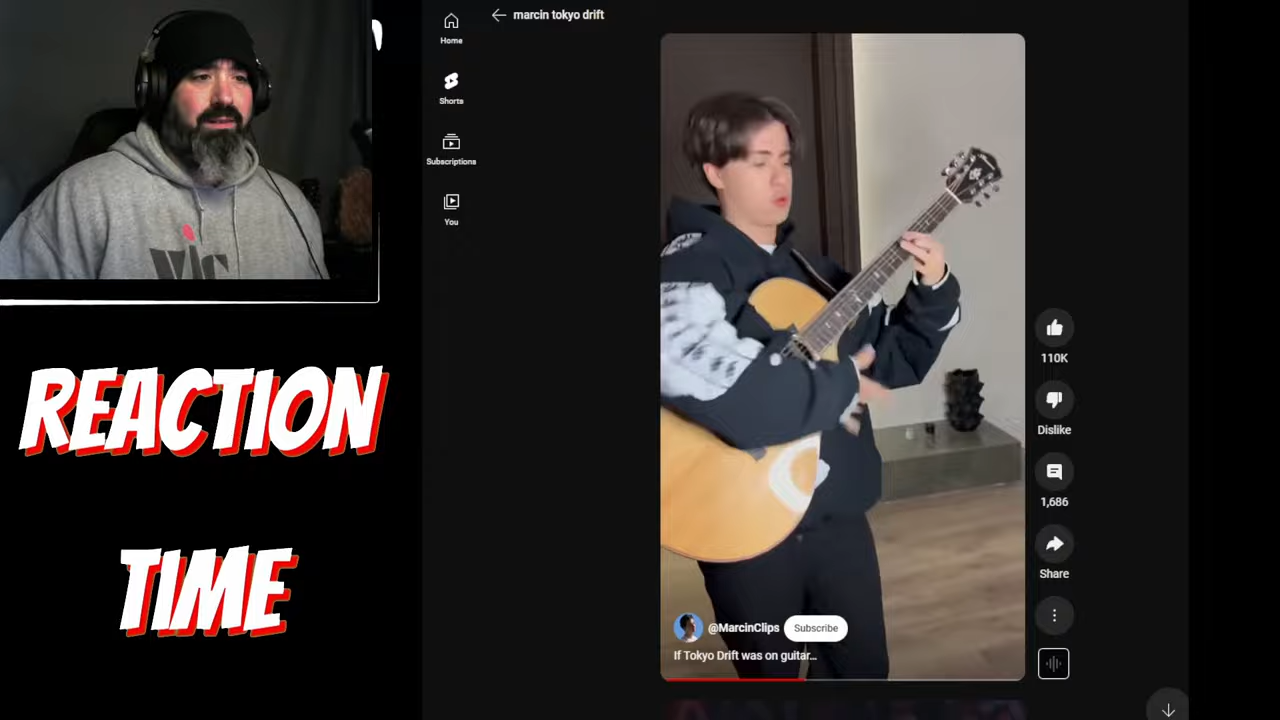 marcin tokyo drift
Home
Shorts
Subscriptions
You
REACTION
TIME
110K
Dislike
1,686
Share
@MarcinClips
Subscribe
If Tokyo Drift was on guitar...